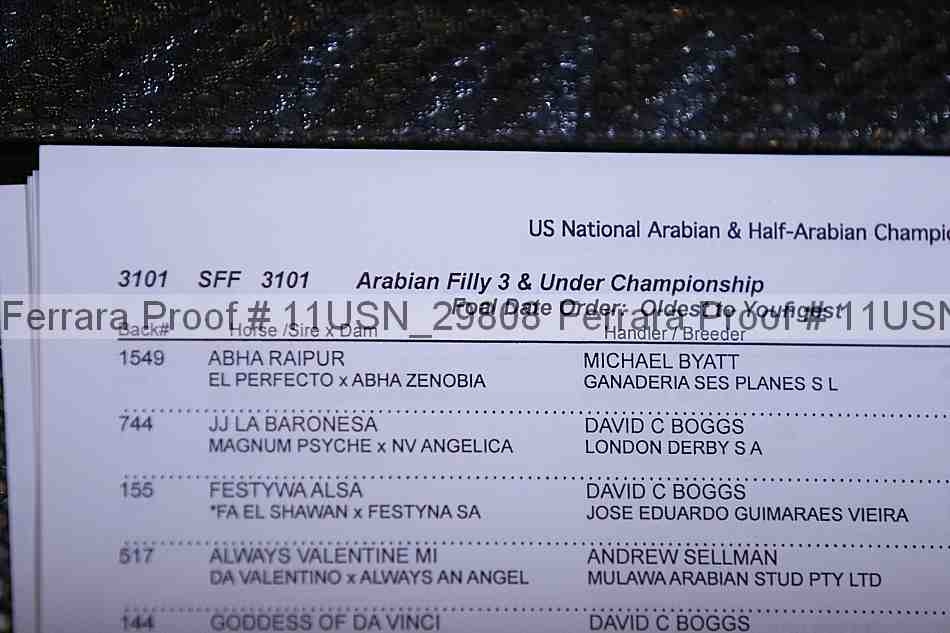 US National Arabian & Half-Arabian
3101 SFF 3101 Arabian Filly 3 & Under Championship
Foal Date Order: Oldest to Youngest
Ferrara Proof # 11USN_29808 Ferrara Proof # 11USN
Back# Horse /Sire x Dam Handler / Breeder
1549 ABHA RAIPUR MICHAEL BYATT
EL PERFECTO x ABHA ZENOBIA GANADERIA SES PLANES S L
744 JJ LA BARONESA DAVID C BOGGS
MAGNUM PSYCHE x NV ANGELICA LONDON DERBY S A
155 FESTYWA ALSA DAVID C BOGGS
*FA EL SHAWAN x FESTYNA SA JOSE EDUARDO GUIMARAES VIEIRA
517 ALWAYS VALENTINE MI ANDREW SELLMAN
DA VALENTINO x ALWAYS AN ANGEL MULAWA ARABIAN STUD PTY LTD
144 GODDESS OF DA VINCI DAVID C BOGGS